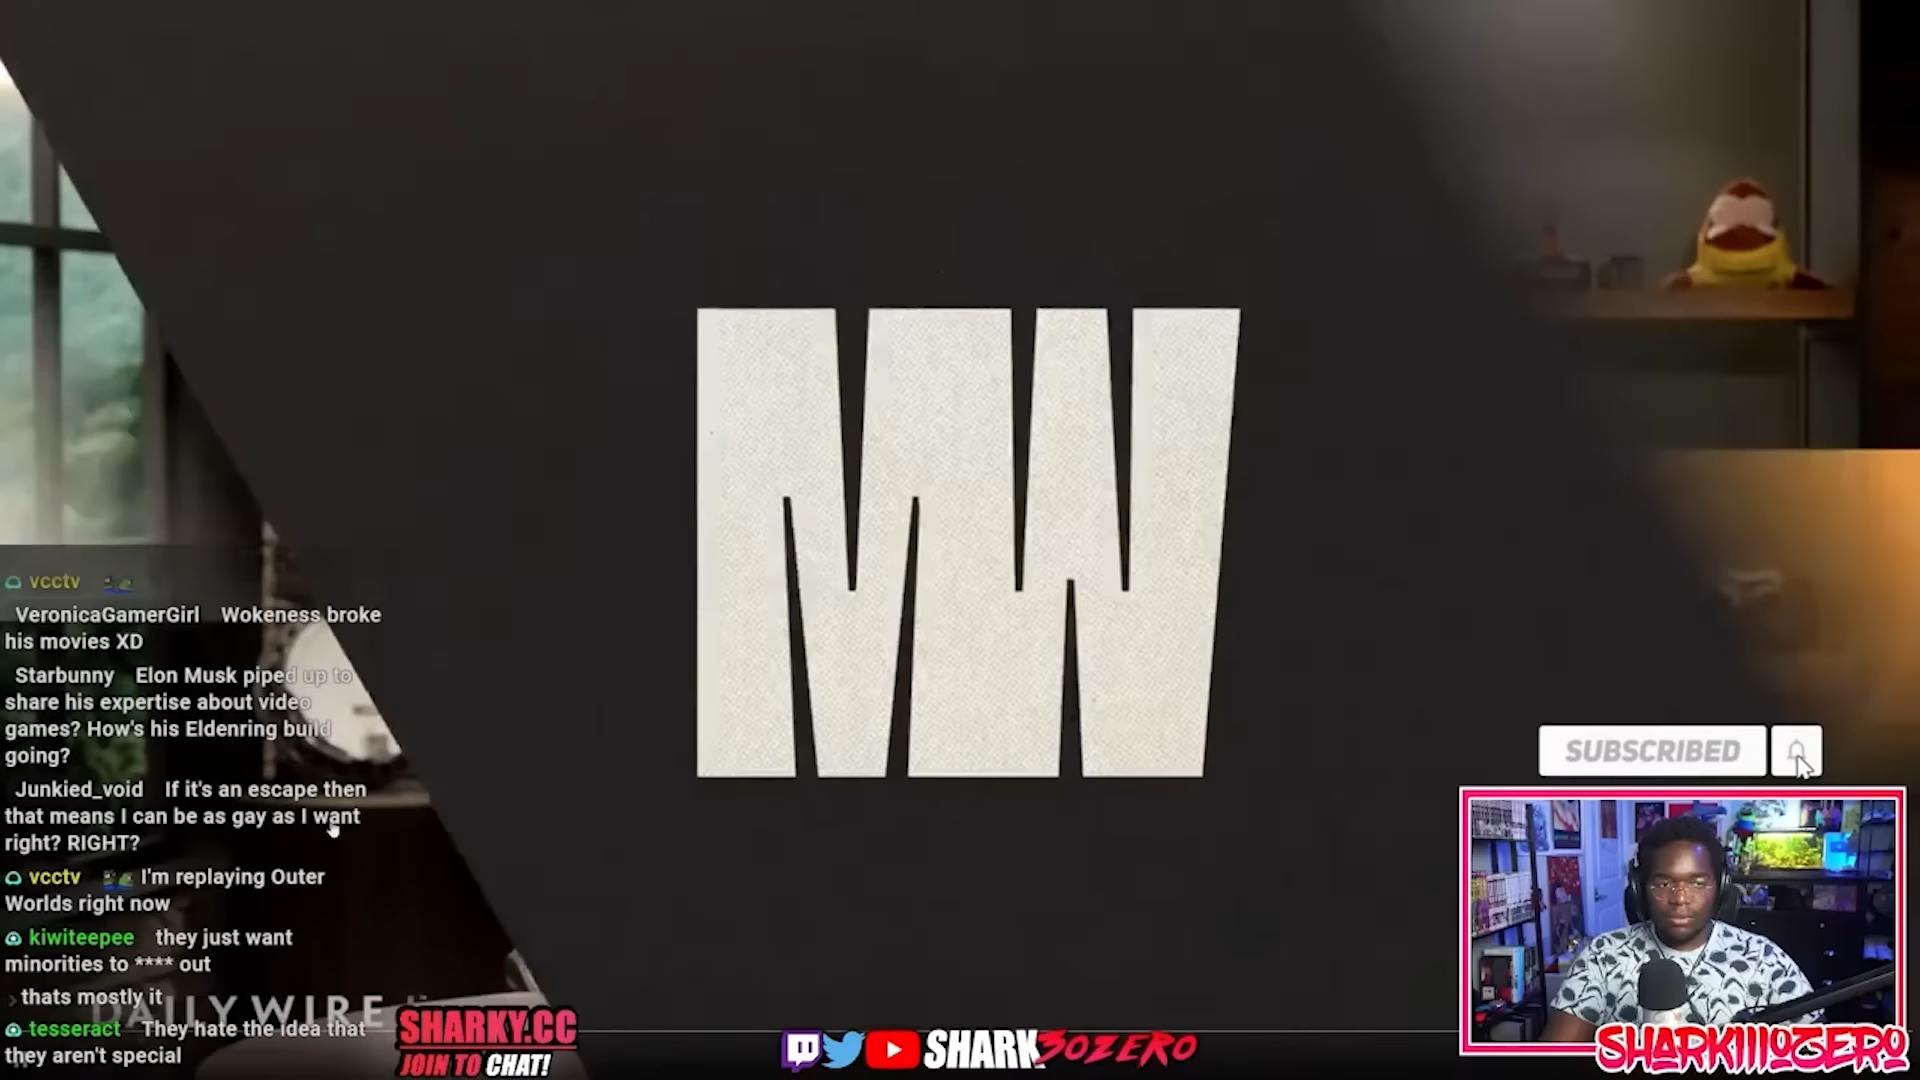 MW
vcctv
VeronicaGamerGirl Wokeness broke
his movies XD
Starbunny Elon Musk piped up to
share his expertise about video
games? How's his Eldenring build
going?
Junkied_void If it's an escape then
that means I can be as gay as I want
right? RIGHT?
vcctv I'm replaying Outer
Worlds right now
kiwiteepee they just want
minorities to **** out
thats mostly it
DAILY WIRE
tesseract They hate the idea that
they aren't special
SHARKY.CC
JOIN TO CHAT!
SHARK3OZERO
SUBSCRIBED
SHARKIIIOZERO